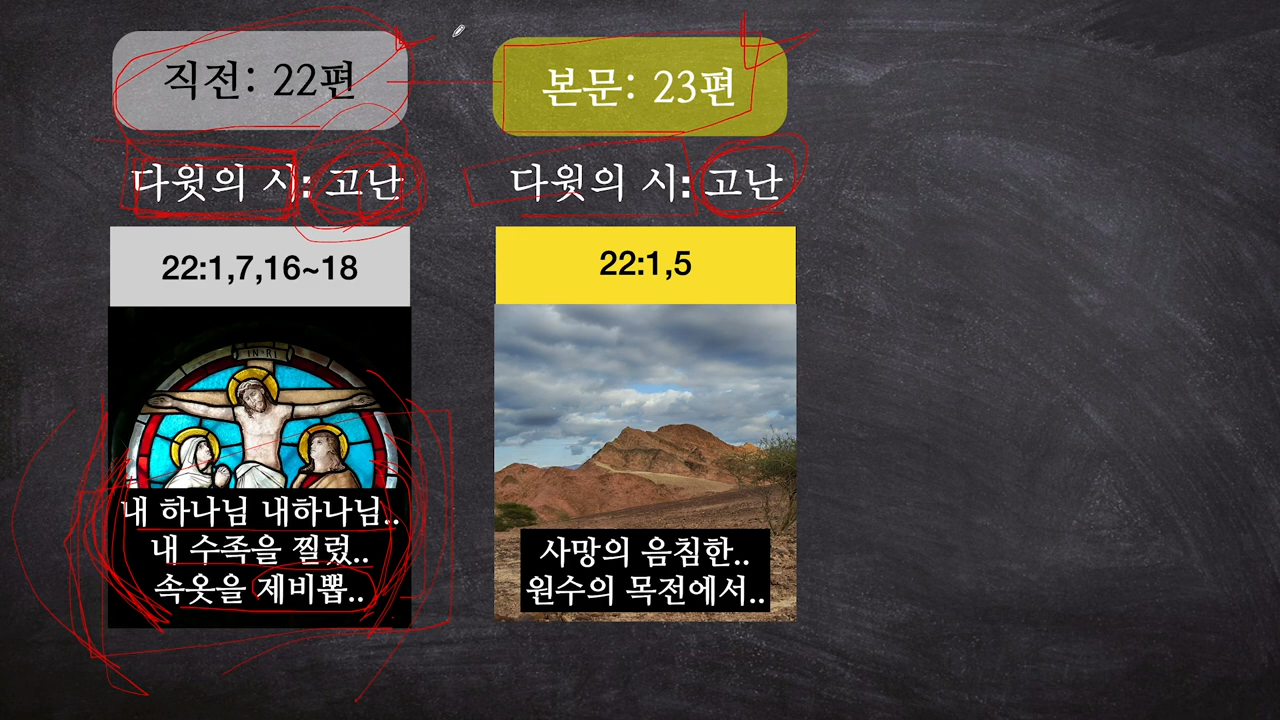 직전: 22편
다윗의 시: 고난
22:1,7,16~18
INRI
내 하나님 내하나님..
내 수족을 찔렀..
속옷을 제비뽑..
본문: 23편
다윗의 시: 고난
22:1,5
사망의 음침한..
원수의 목전에서..